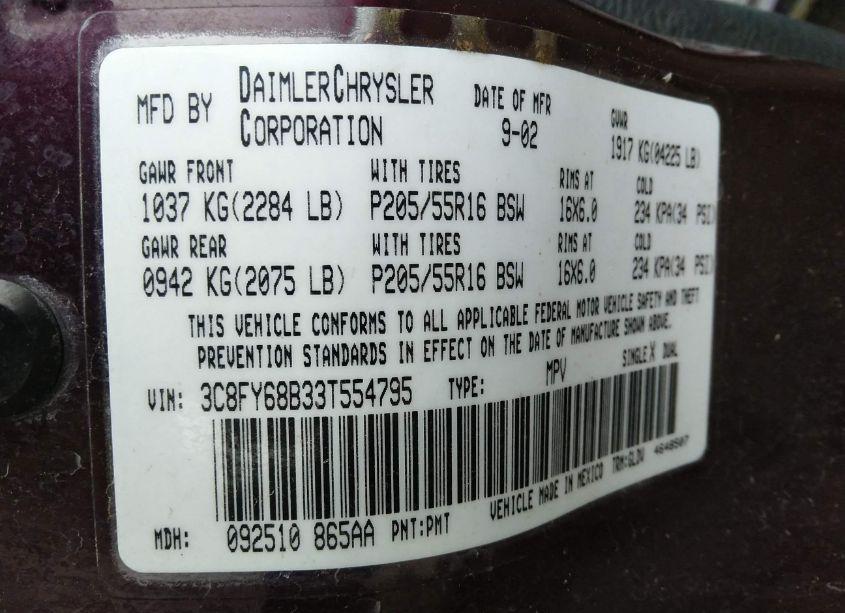 MFD BY DAIMLERCHRYSLER CORPORATION
DATE OF MFR 9-02
GVWR 1917 KG(04225 LB)
GAWR FRONT WITH TIRES RIMS AT COLD
1037 KG(2284 LB) P205/55R16 BSW 16X6.0 234 KPA(34 PSI)
GAWR REAR WITH TIRES RIMS AT COLD
0942 KG(2075 LB) P205/55R16 BSW 16X6.0 234 KPA(34 PSI)
THIS VEHICLE CONFORMS TO ALL APPLICABLE FEDERAL MOTOR VEHICLE SAFETY AND THEFT
PREVENTION STANDARDS IN EFFECT ON THE DATE OF MANUFACTURE SHOWN ABOVE.
VIN: 3C8FY68B33T554795 TYPE: MPV SINGLE X DUAL
VEHICLE MADE IN MEXICO TRM:GLDV 4648507
MDH: 092510 865AA PNT:PMT